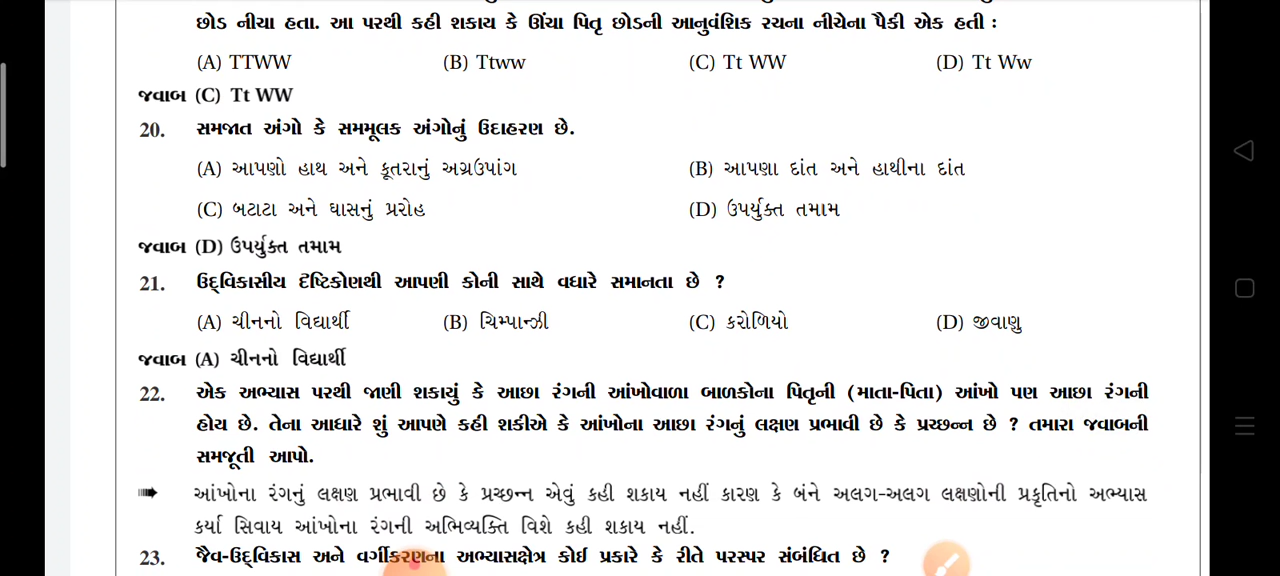 છોડ નીચા હતા. આ પરથી કહી શકાય કે ઊંચા પિતૃ છોડની આનુવંશિક રચના નીચેના પૈકી એક હતી :
(A) TTWW (B) Ttww (C) Tt WW (D) Tt Ww
જવાબ (C) Tt WW
20. સમજાત અંગો કે સમમૂલક અંગોનું ઉદાહરણ છે.
(A) આપણો હાથ અને કૂતરાનું અગ્રઉપાંગ (B) આપણા દાંત અને હાથીના દાંત
(C) બટાટા અને ઘાસનું પ્રરોહ (D) ઉપર્યુક્ત તમામ
જવાબ (D) ઉપર્યુક્ત તમામ
21. ઉદ્‌વિકાસીય દૃષ્ટિકોણથી આપણી કોની સાથે વધારે સમાનતા છે ?
(A) ચીનનો વિદ્યાર્થી (B) ચિમ્પાન્ઝી (C) કરોળિયો (D) જીવાણુ
જવાબ (A) ચીનનો વિદ્યાર્થી
22. એક અભ્યાસ પરથી જાણી શકાયું કે આછા રંગની આંખોવાળા બાળકોના પિતૃની (માતા-પિતા) આંખો પણ આછા રંગની
હોય છે. તેના આધારે શું આપણે કહી શકીએ કે આંખોના આછા રંગનું લક્ષણ પ્રભાવી છે કે પ્રચ્છન્ન છે ? તમારા જવાબની
સમજૂતી આપો.
આંખોના રંગનું લક્ષણ પ્રભાવી છે કે પ્રચ્છન્ન એવું કહી શકાય નહીં કારણ કે બંને અલગ-અલગ લક્ષણોની પ્રકૃતિનો અભ્યાસ
કર્યા સિવાય આંખોના રંગની અભિવ્યક્તિ વિશે કહી શકાય નહીં.
23. જૈવ-ઉદ્‌વિકાસ અને વર્ગીકરણના અભ્યાસક્ષેત્ર કોઈ પ્રકારે કે રીતે પરસ્પર સંબંધિત છે ?